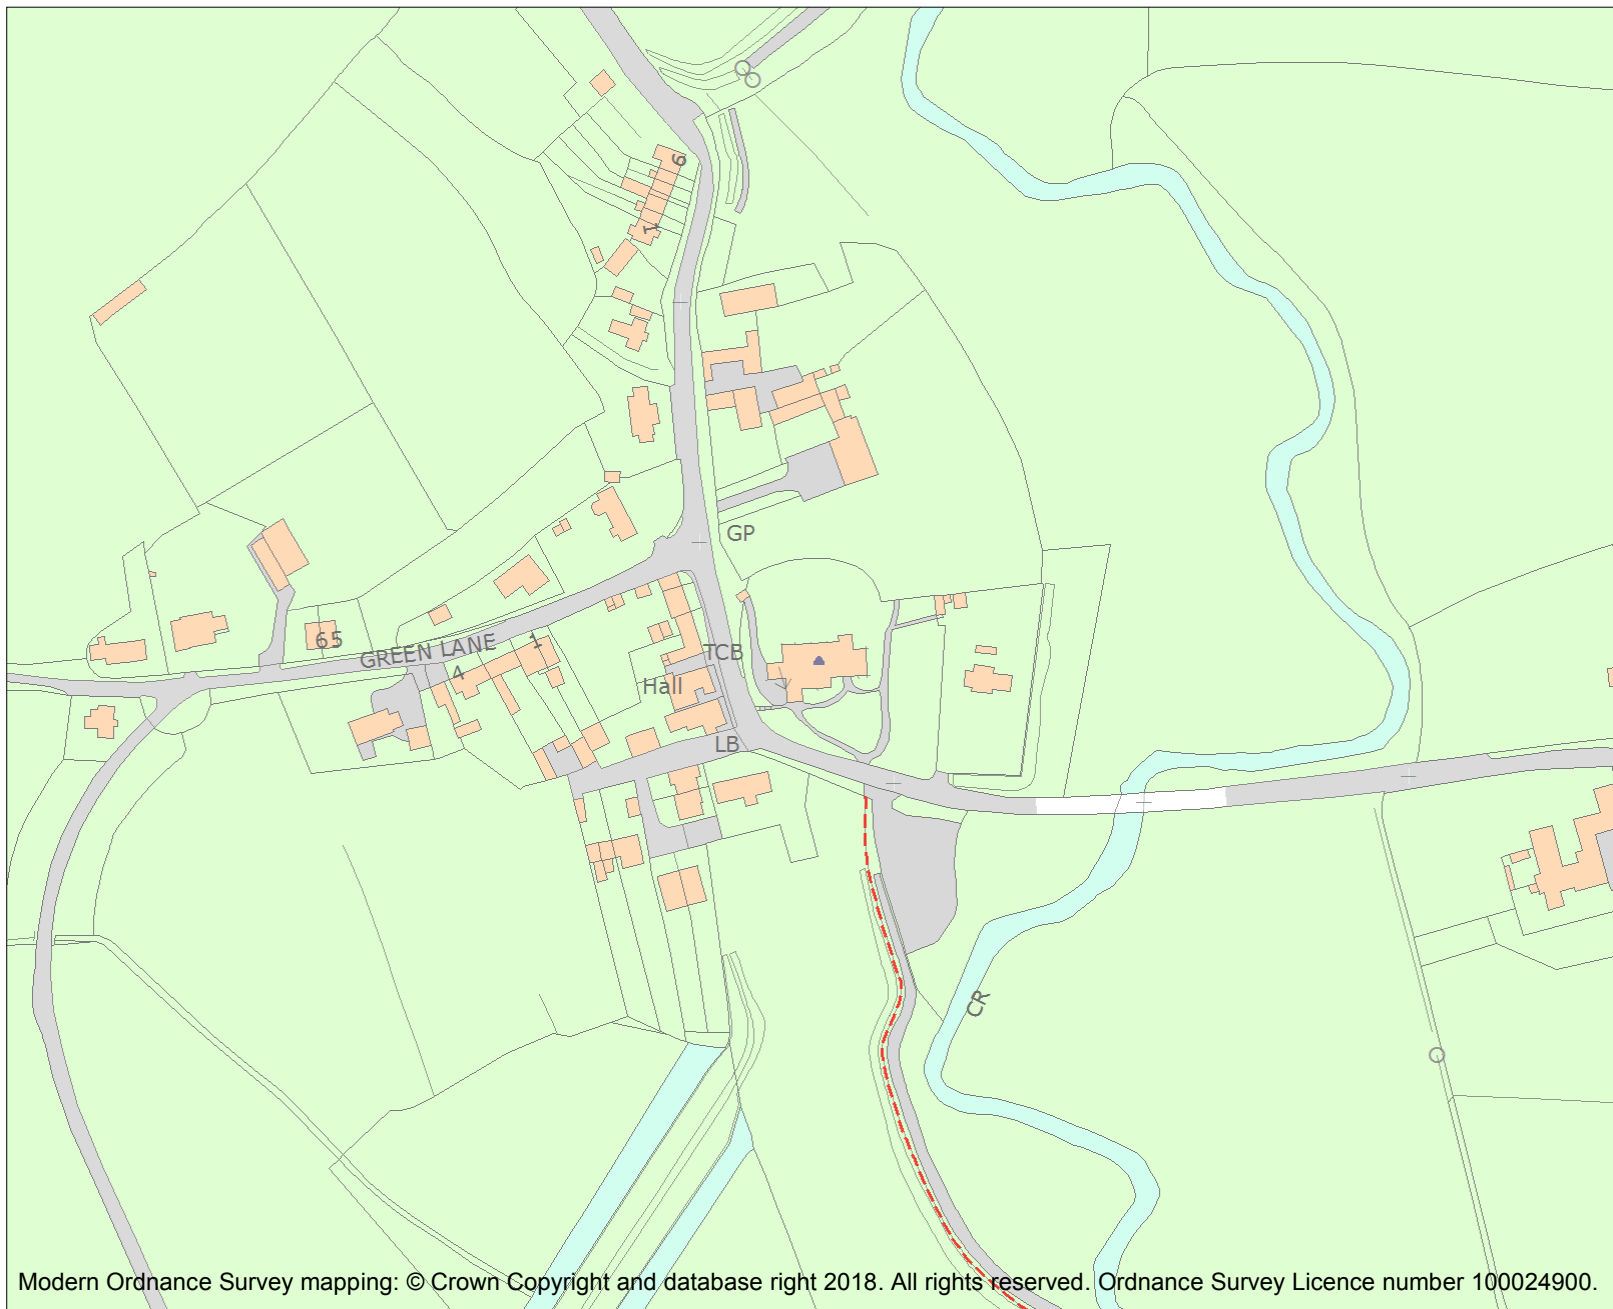 6
1
GP
65
GREEN LANE
1
4
TCB
Hall
LB
CR
Modern Ordnance Survey mapping: © Crown Copyright and database right 2018. All rights reserved. Ordnance Survey Licence number 100024900.